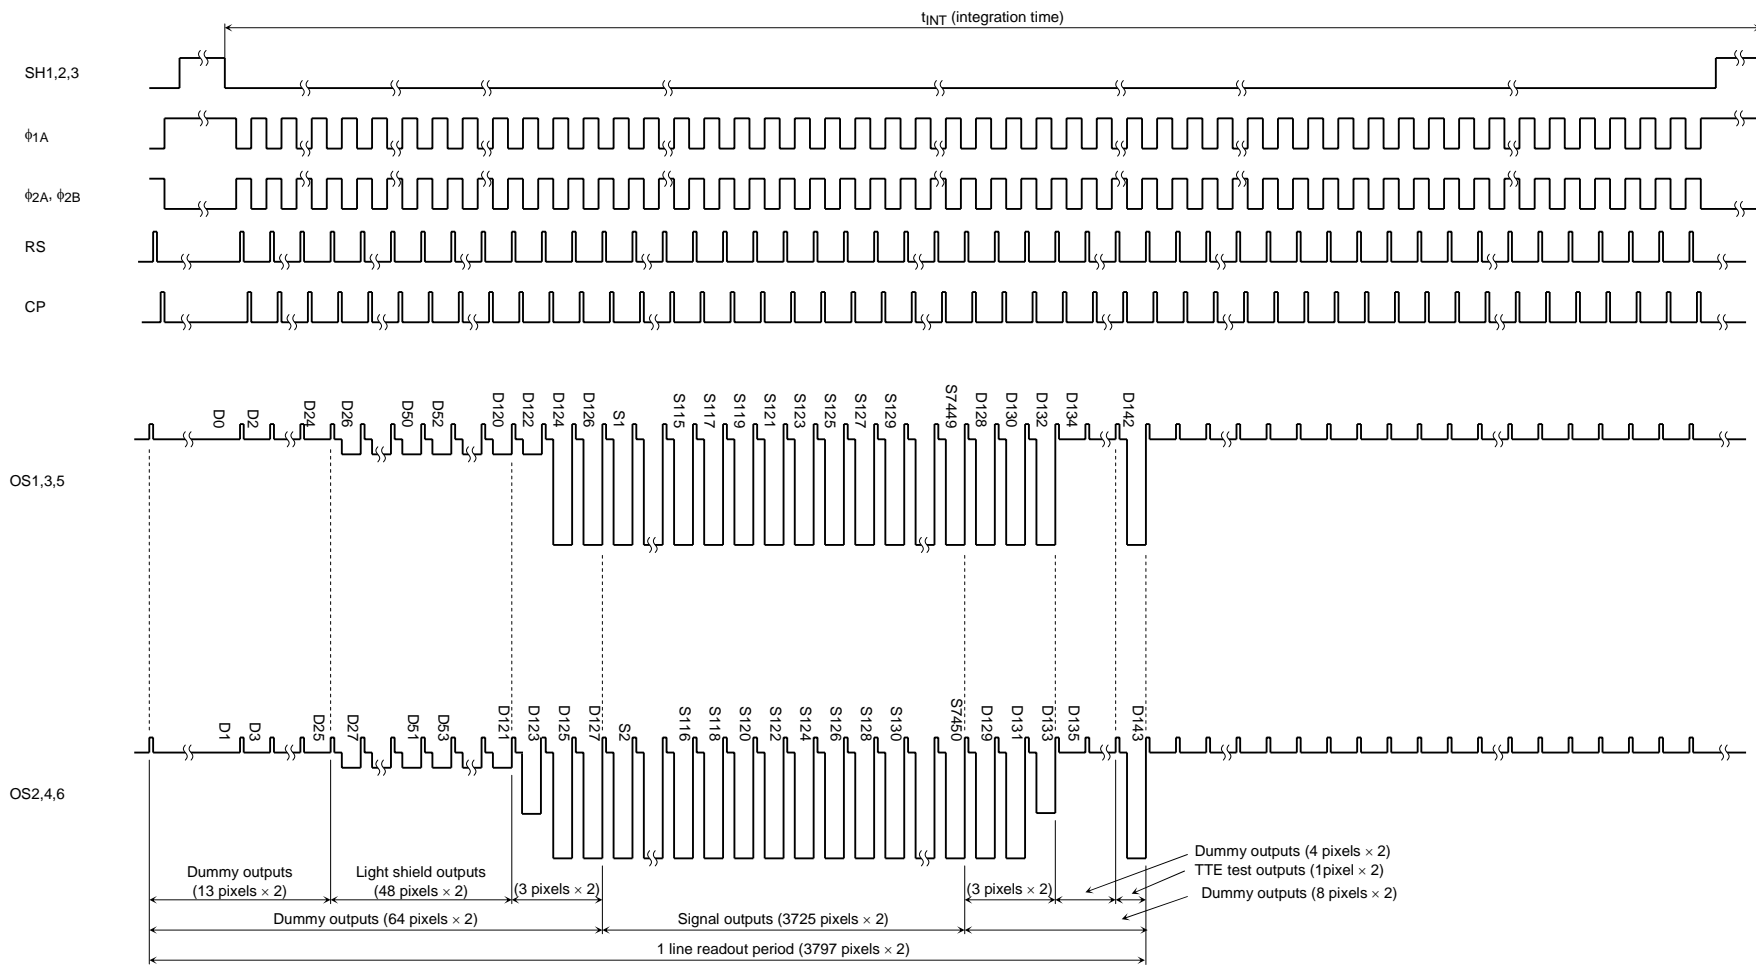 tINT (integration time)
SH1,2,3
ϕ1A
ϕ2A, ϕ2B
RS
CP
D0
D2
D24
D26
D50
D52
D120
D122
D124
D126
S1
S115
S117
S119
S121
S123
S125
S127
S129
S7449
D128
D130
D132
D134
D142
OS1,3,5
D1
D3
D25
D27
D51
D53
D121
D123
D125
D127
S2
S116
S118
S120
S122
S124
S126
S128
S130
S7450
D129
D131
D133
D135
D143
OS2,4,6
Dummy outputs
(13 pixels × 2)
Light shield outputs
(48 pixels × 2)
(3 pixels × 2)
(3 pixels × 2)
Dummy outputs (4 pixels × 2)
TTE test outputs (1pixel × 2)
Dummy outputs (8 pixels × 2)
Dummy outputs (64 pixels × 2)
Signal outputs (3725 pixels × 2)
1 line readout period (3797 pixels × 2)